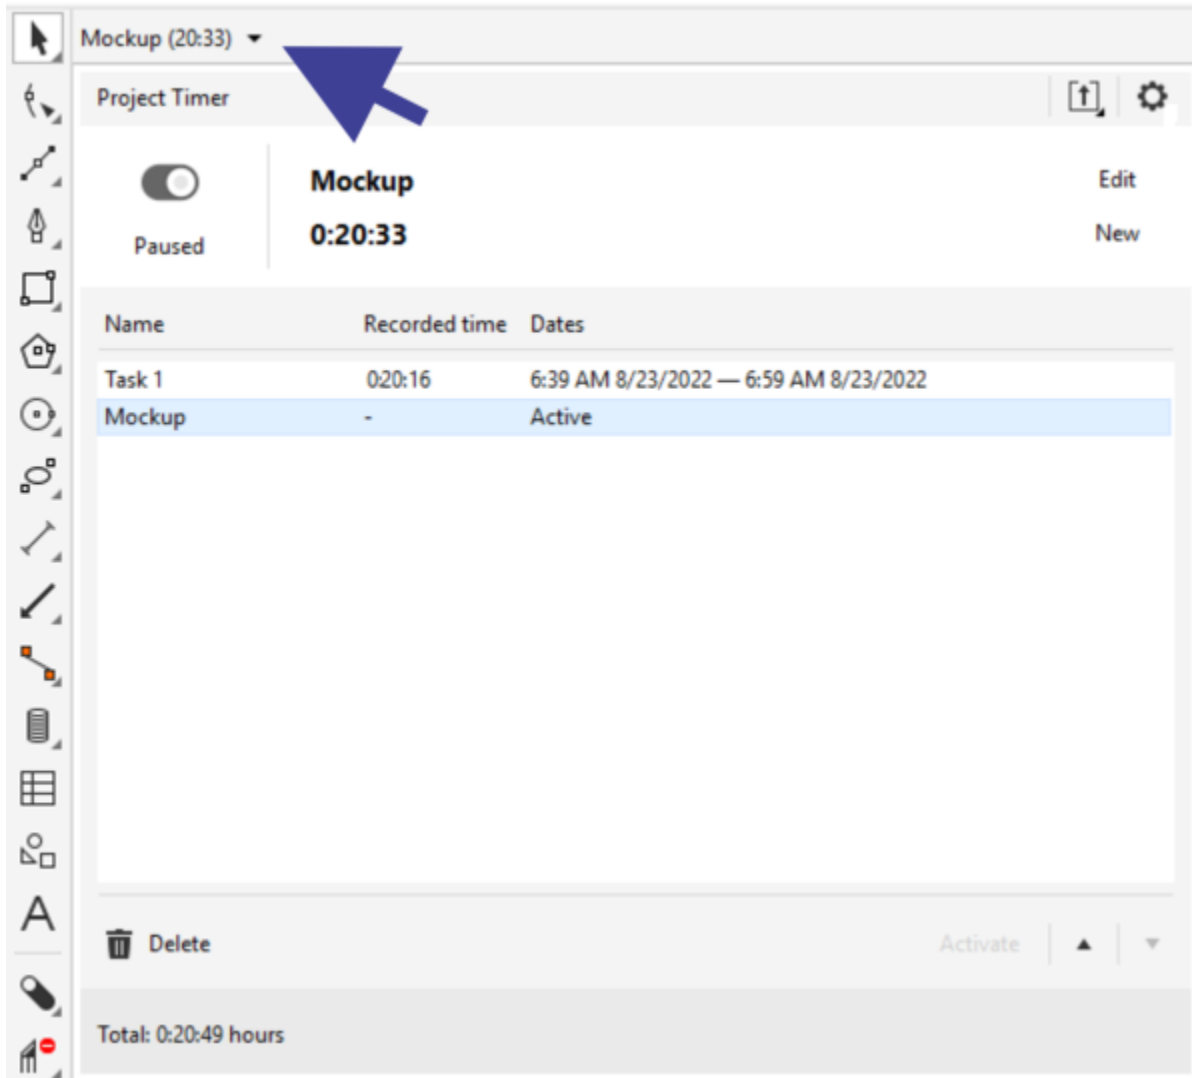 Mockup (20:33)
Project Timer
Mockup
Edit
Paused
0:20:33
New
Name Recorded time Dates
Task 1 0:20:16 6:39 AM 8/23/2022 — 6:59 AM 8/23/2022
Mockup - Active
Delete
Activate
Total: 0:20:49 hours